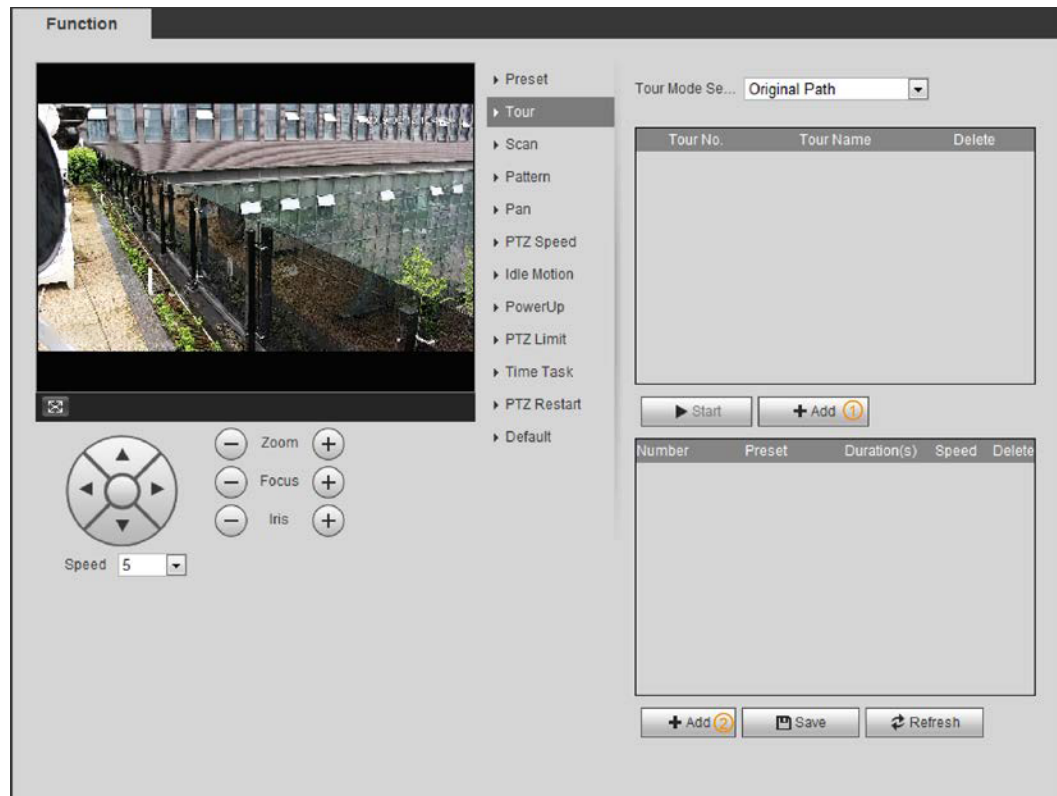 Function
Preset
Tour
Scan
Pattern
Pan
PTZ Speed
Idle Motion
PowerUp
PTZ Limit
Time Task
PTZ Restart
Default
Zoom
Focus
Iris
Speed 5
Tour Mode Se... Original Path
Tour No. Tour Name Delete
Start Add 1
Number Preset Duration(s) Speed Delete
Add 2 Save Refresh